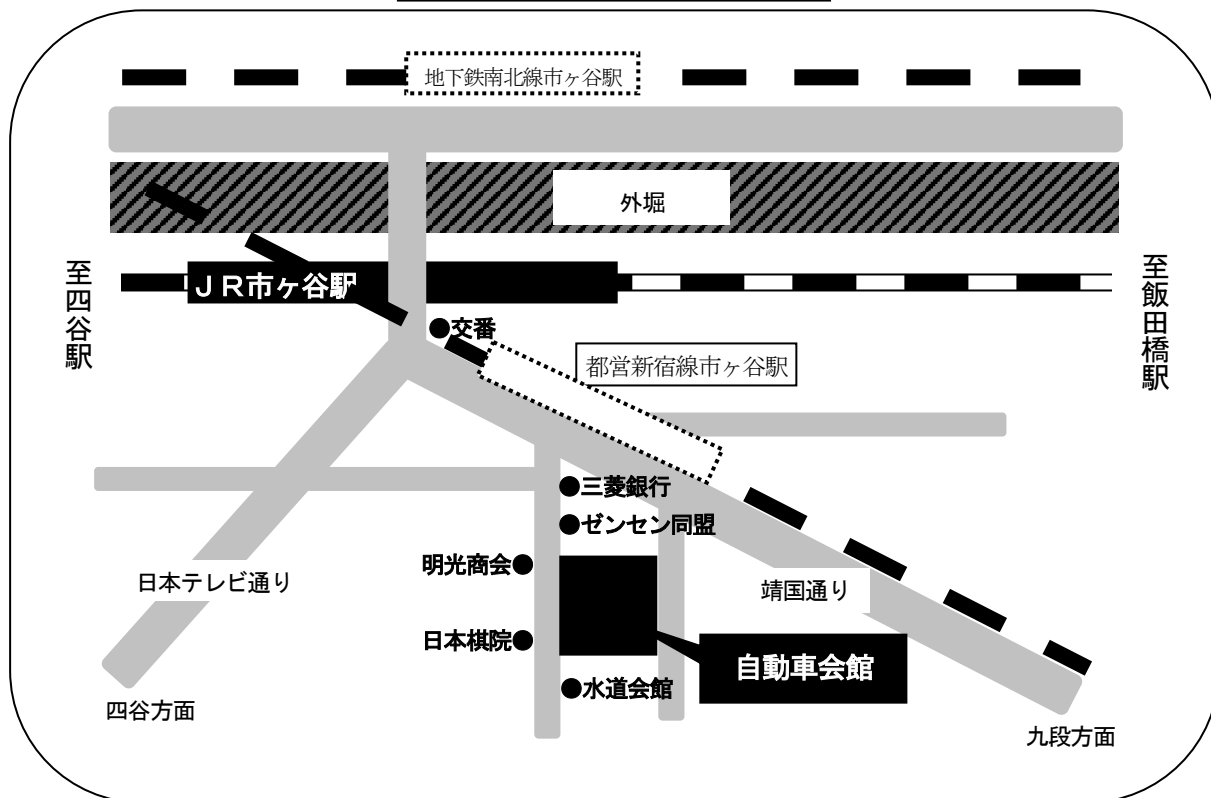 地下鉄南北線市ヶ谷駅
外堀
至四谷駅
ＪＲ市ヶ谷駅
至飯田橋駅
●交番
都営新宿線市ヶ谷駅
●三菱銀行
●ゼンセン同盟
明光商会●
日本テレビ通り
靖国通り
日本棋院●
自動車会館
●水道会館
四谷方面
九段方面